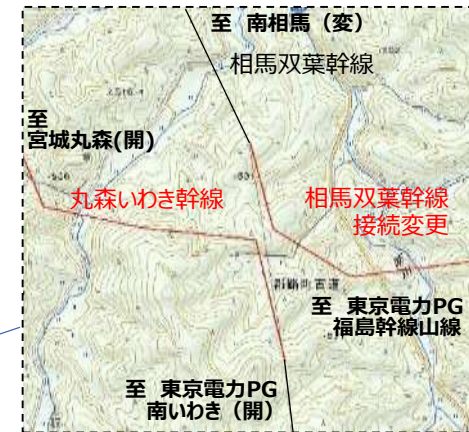 至 南相馬（変）
相馬双葉幹線
至
宮城丸森(開)
丸森いわき幹線
相馬双葉幹線
接続変更
至 東京電力PG
福島幹線山線
至 東京電力PG
南いわき（開）